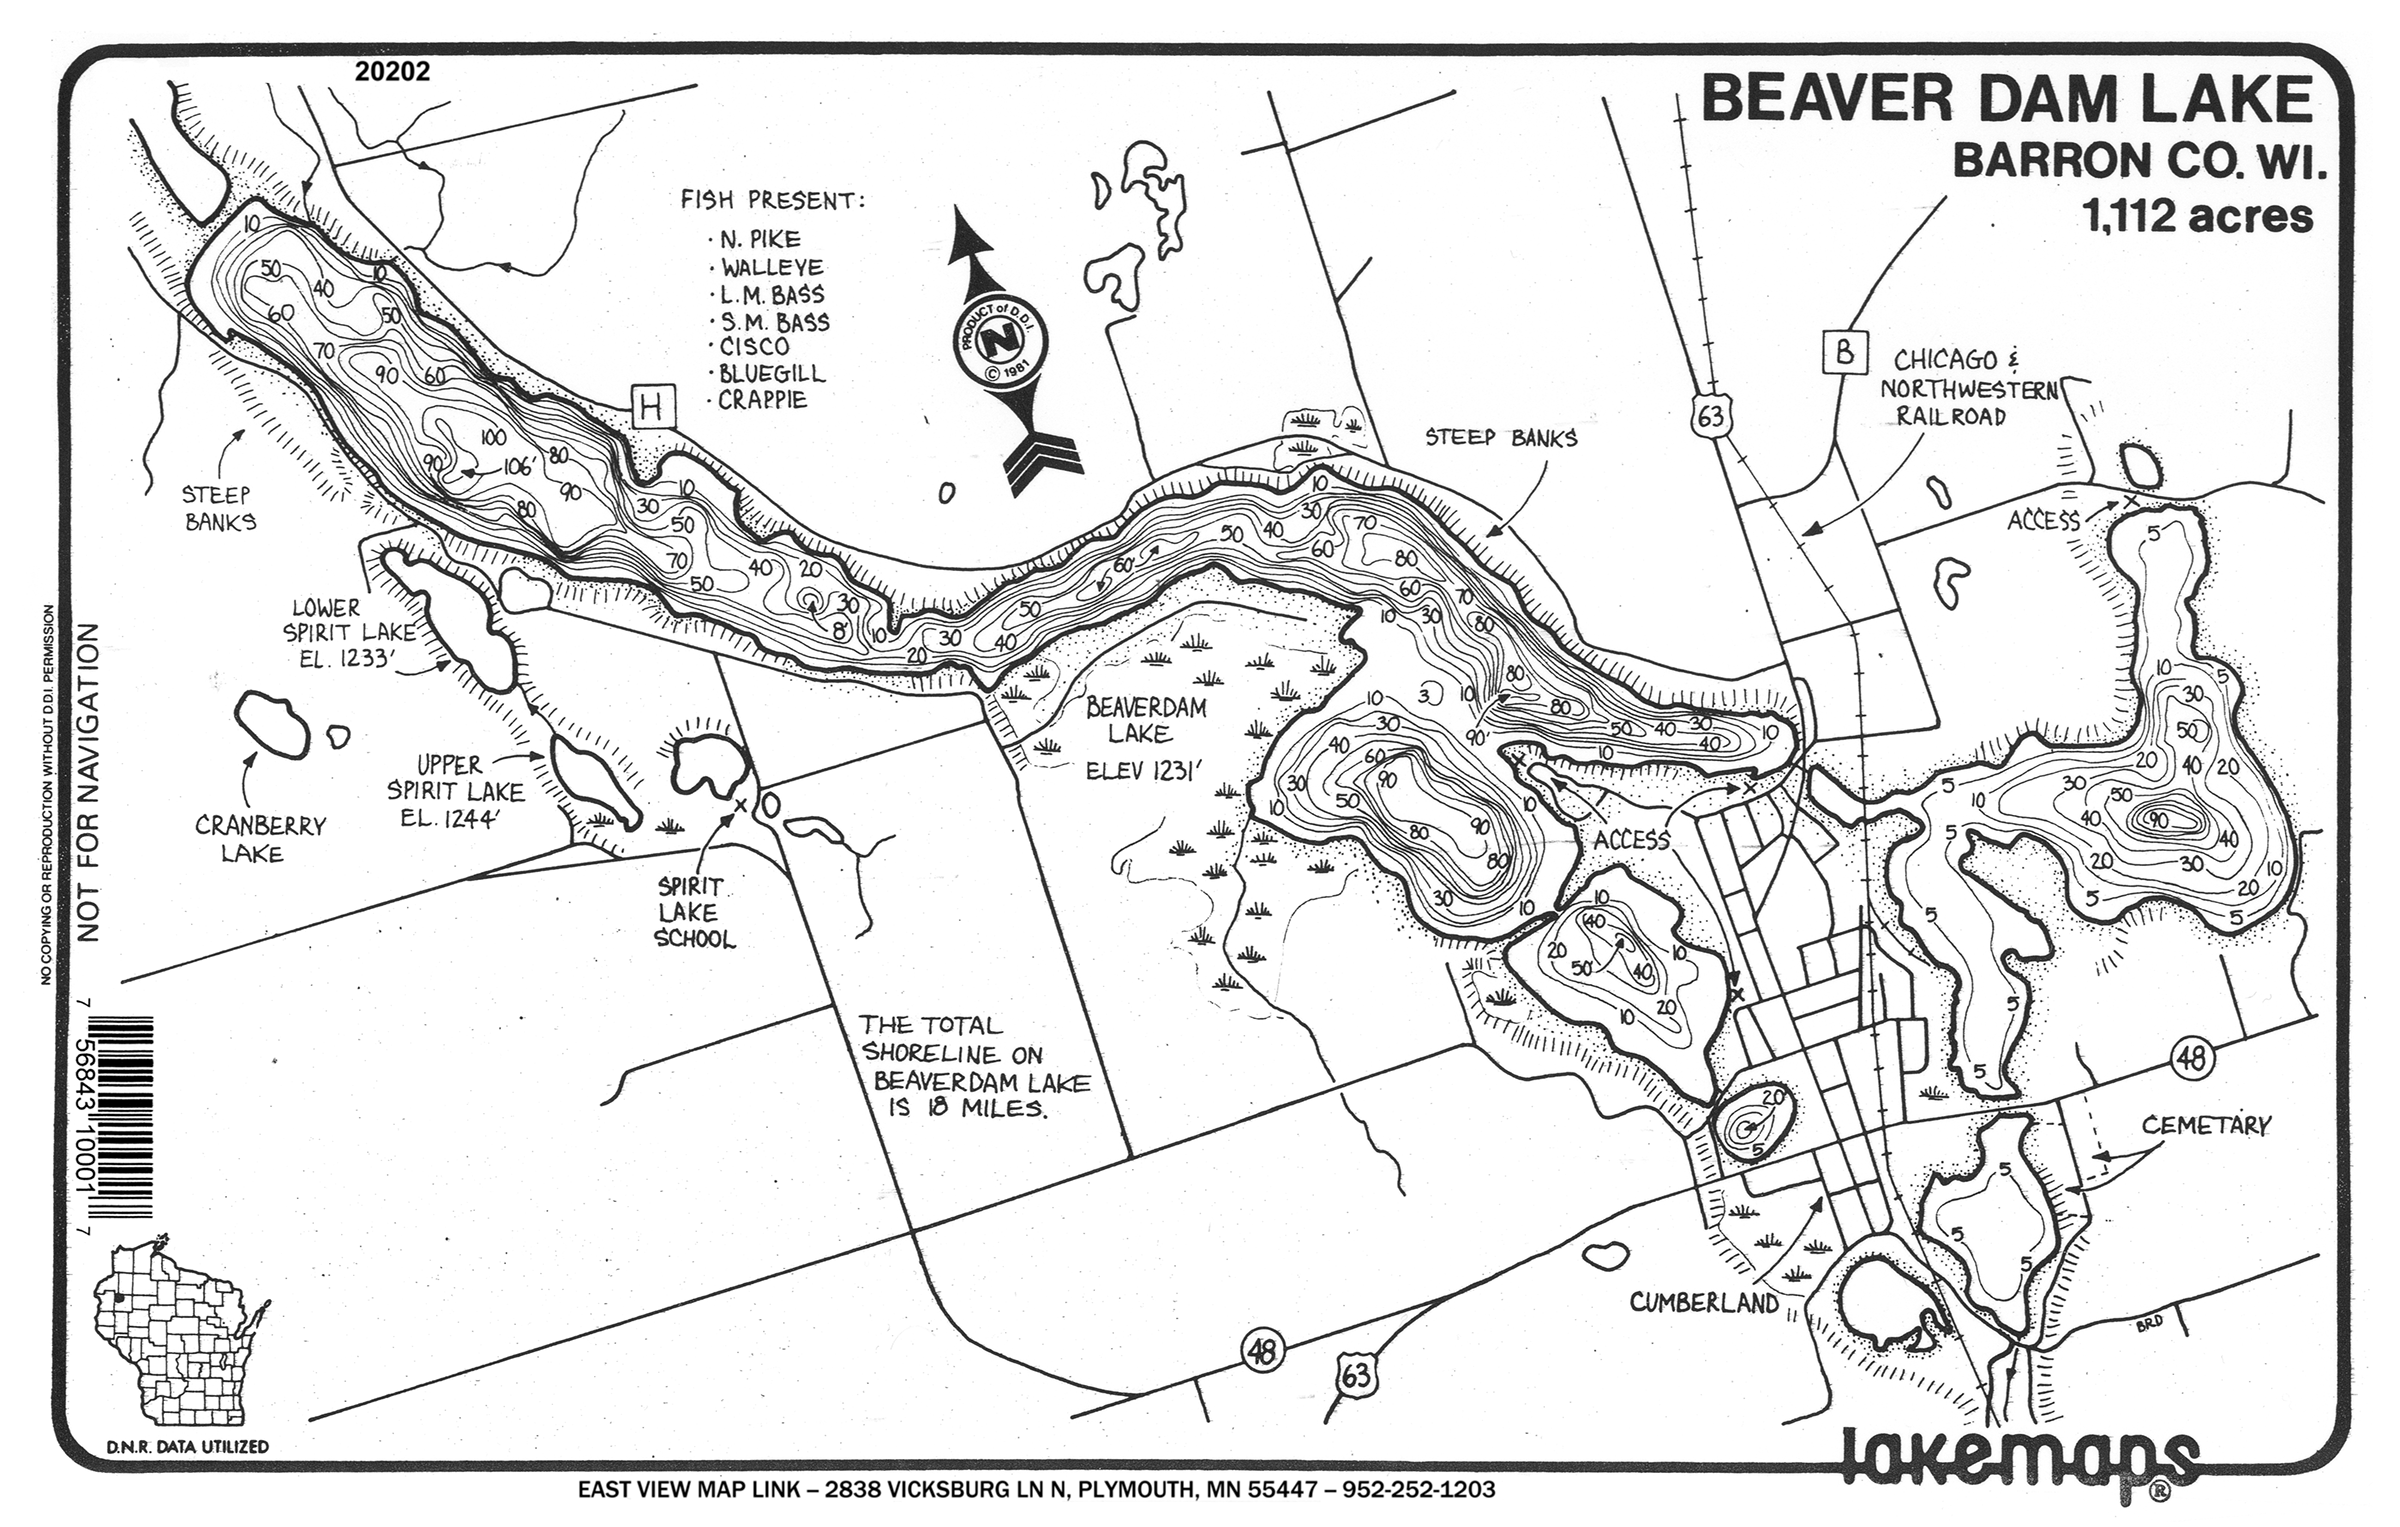 20202
BEAVER DAM LAKE
BARRON CO. WI.
1,112 acres
FISH PRESENT:
· N. PIKE
· WALLEYE
· L.M. BASS
· S.M. BASS
· CISCO
· BLUEGILL
· CRAPPIE
PRODUCT of D.D.I.
N
© 1981
H
B
63
CHICAGO &
NORTHWESTERN
RAILROAD
STEEP BANKS
ACCESS
STEEP
BANKS
10
50
40
10
60
50
70
90
60
100
106'
90
80
90
80
30
10
50
70
50
40
20
30
8'
10
20
30
40
50
60'
50
40
30
10
70
60
80
60
70
10
30
80
80
10
3
90'
80
50
40
30
40
10
10
10
30
40
60
90
30
50
10
80
90
80
30
10
10
10
40
20
50'
40
10
20
10
20
5
5
10
5
30
50
20
40
20
30
10
50
40
90
40
20
30
10
20
5
5
5
5
5
5
5
5
5
LOWER
SPIRIT LAKE
EL. 1233'
UPPER
SPIRIT LAKE
EL. 1244'
CRANBERRY
LAKE
SPIRIT
LAKE
SCHOOL
BEAVERDAM
LAKE
ELEV 1231'
ACCESS
THE TOTAL
SHORELINE ON
BEAVERDAM LAKE
IS 18 MILES.
48
CEMETARY
CUMBERLAND
BRD
48
63
NO COPYING OR REPRODUCTION WITHOUT D.D.I. PERMISSION
NOT FOR NAVIGATION
7 56843 10001 7
D.N.R. DATA UTILIZED
lakemaps®
EAST VIEW MAP LINK – 2838 VICKSBURG LN N, PLYMOUTH, MN 55447 – 952-252-1203